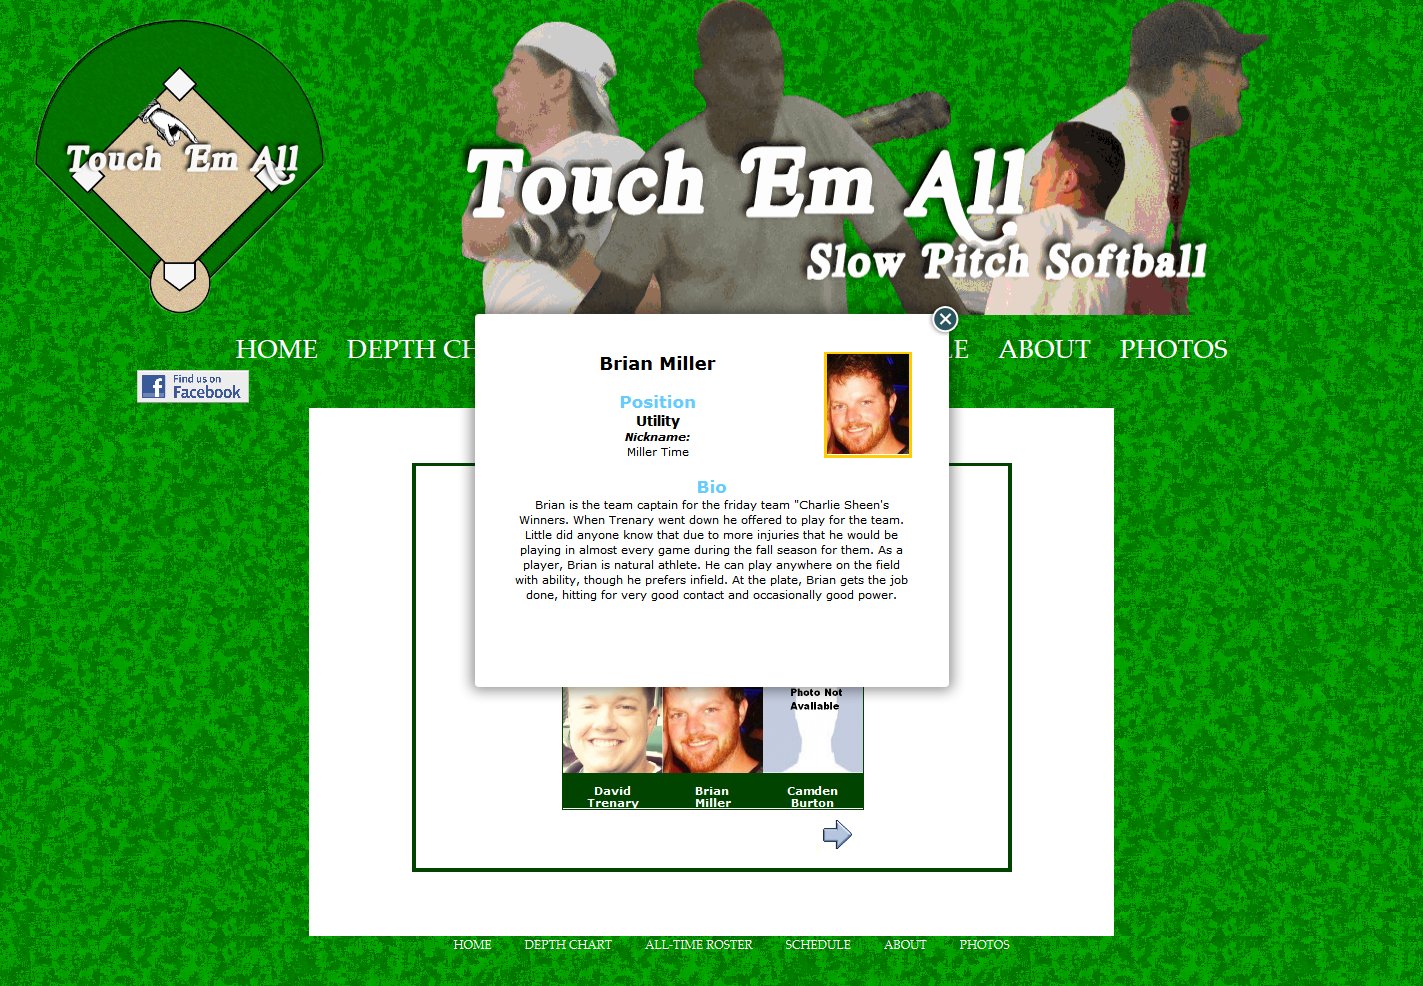 Touch 'Em All
Touch 'Em All
Slow Pitch Softball
HOME
DEPTH CH
LE
ABOUT
PHOTOS
Find us on
Facebook
Brian Miller
Position
Utility
Nickname:
Miller Time
Bio
Brian is the team captain for the friday team "Charlie Sheen's
Winners. When Trenary went down he offered to play for the team.
Little did anyone know that due to more injuries that he would be
playing in almost every game during the fall season for them. As a
player, Brian is natural athlete. He can play anywhere on the field
with ability, though he prefers infield. At the plate, Brian gets the job
done, hitting for very good contact and occasionally good power.
Photo Not
Available
David
Trenary
Brian
Miller
Camden
Burton
HOME
DEPTH CHART
ALL-TIME ROSTER
SCHEDULE
ABOUT
PHOTOS